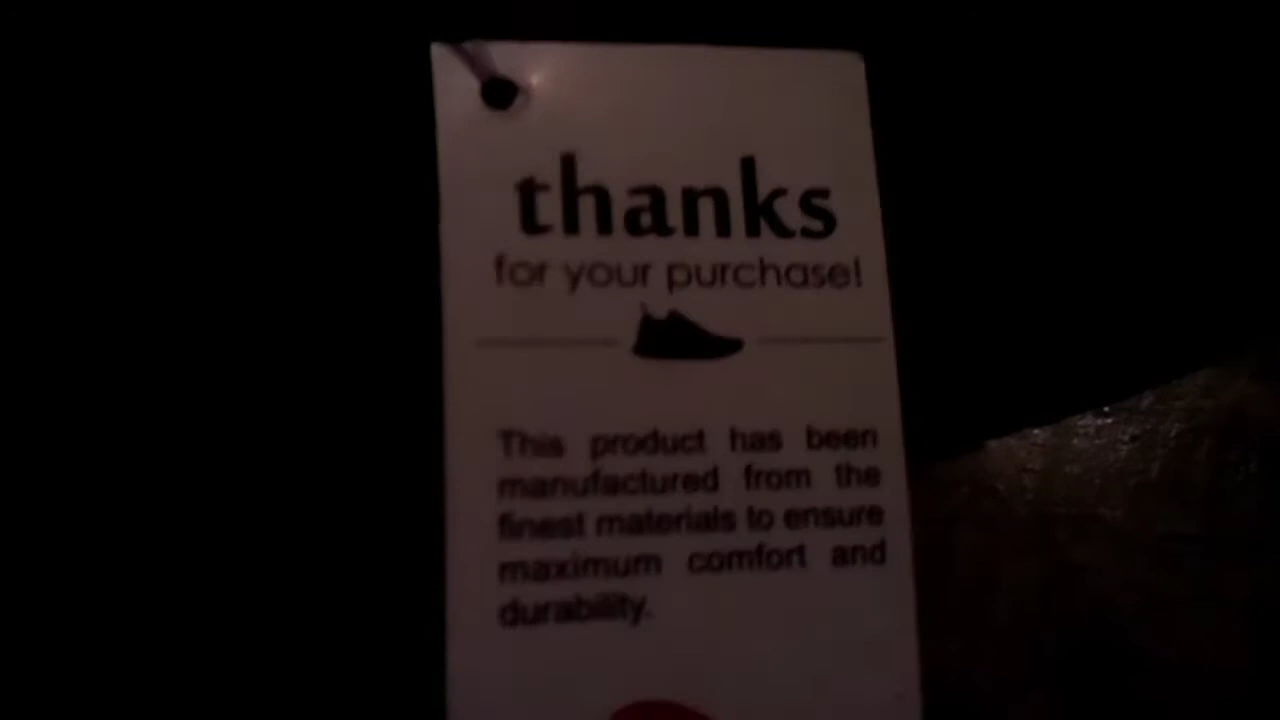 thanks
for your purchase!
This product has been
manufactured from the
finest materials to ensure
maximum comfort and
durability.